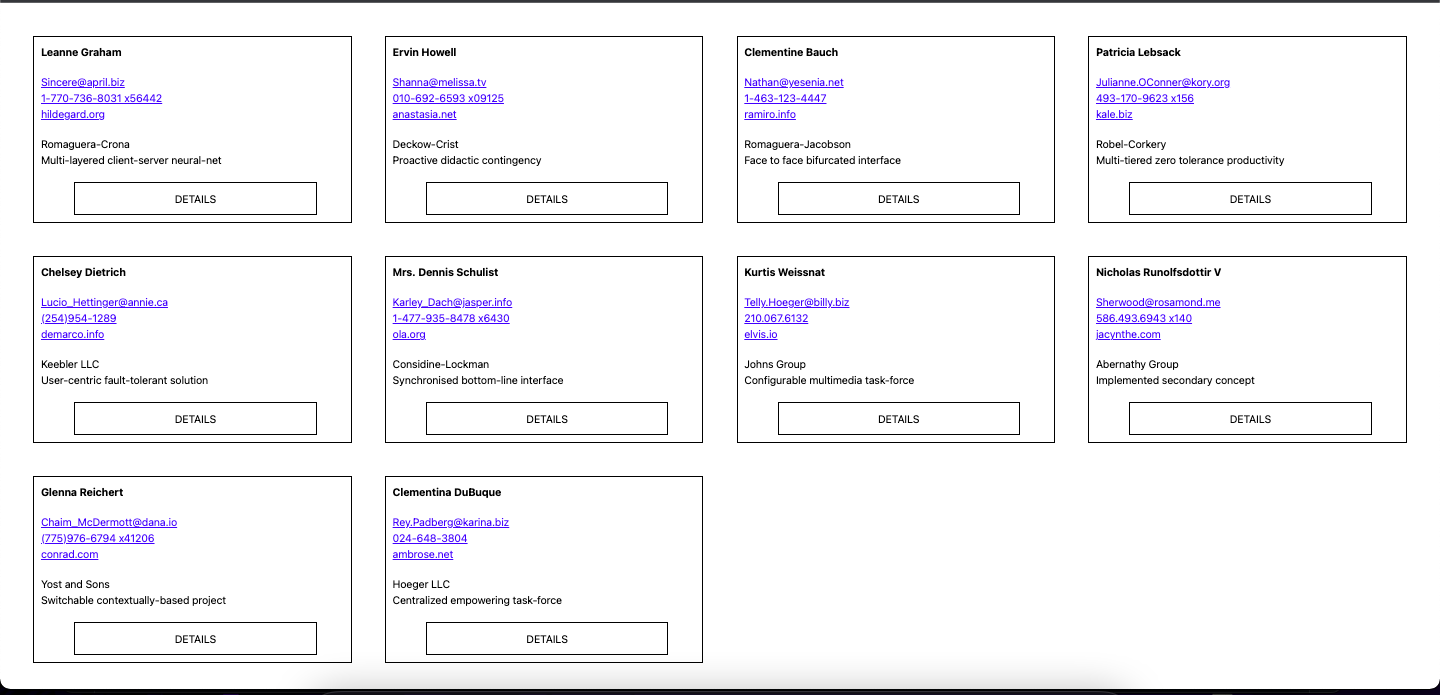 Leanne Graham
Sincere@april.biz
1-770-736-8031 x56442
hildegard.org
Romaguera-Crona
Multi-layered client-server neural-net
DETAILS
Ervin Howell
Shanna@melissa.tv
010-692-6593 x09125
anastasia.net
Deckow-Crist
Proactive didactic contingency
DETAILS
Clementine Bauch
Nathan@yesenia.net
1-463-123-4447
ramiro.info
Romaguera-Jacobson
Face to face bifurcated interface
DETAILS
Patricia Lebsack
Julianne.OConner@kory.org
493-170-9623 x156
kale.biz
Robel-Corkery
Multi-tiered zero tolerance productivity
DETAILS
Chelsey Dietrich
Lucio_Hettinger@annie.ca
(254)954-1289
demarco.info
Keebler LLC
User-centric fault-tolerant solution
DETAILS
Mrs. Dennis Schulist
Karley_Dach@jasper.info
1-477-935-8478 x6430
ola.org
Considine-Lockman
Synchronised bottom-line interface
DETAILS
Kurtis Weissnat
Telly.Hoeger@billy.biz
210.067.6132
elvis.io
Johns Group
Configurable multimedia task-force
DETAILS
Nicholas Runolfsdottir V
Sherwood@rosamond.me
586.493.6943 x140
jacynthe.com
Abernathy Group
Implemented secondary concept
DETAILS
Glenna Reichert
Chaim_McDermott@dana.io
(775)976-6794 x41206
conrad.com
Yost and Sons
Switchable contextually-based project
DETAILS
Clementina DuBuque
Rey.Padberg@karina.biz
024-648-3804
ambrose.net
Hoeger LLC
Centralized empowering task-force
DETAILS